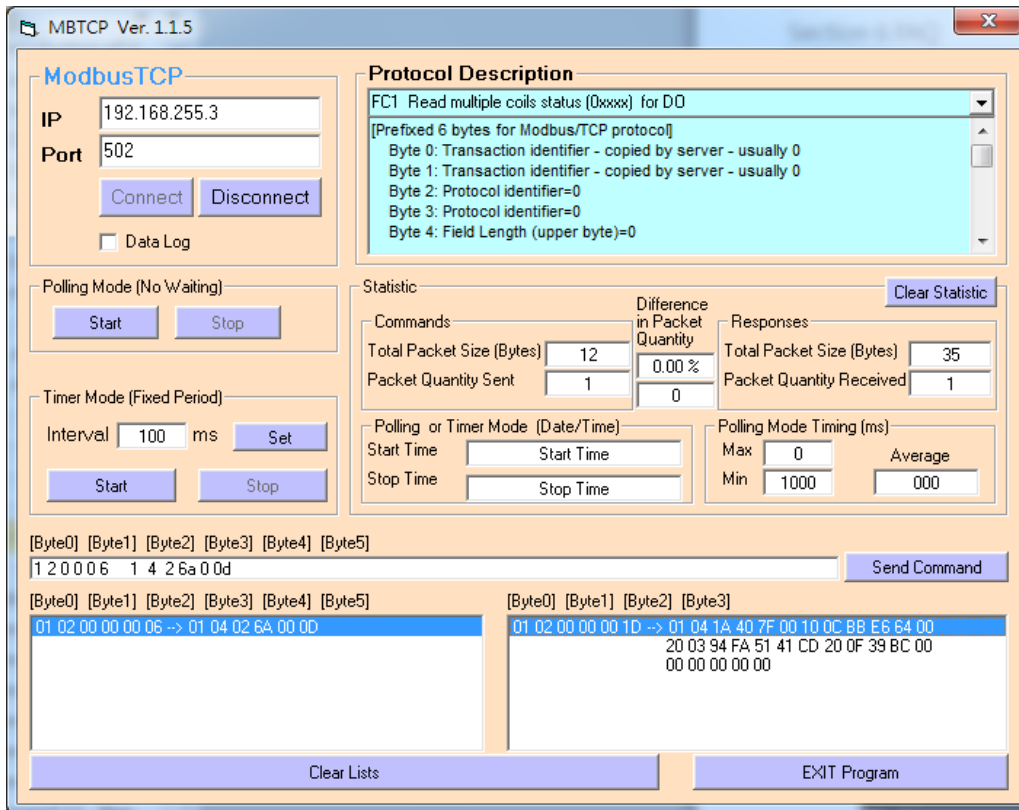 MBTCP Ver. 1.1.5
ModbusTCP
IP 192.168.255.3
Port 502
Connect Disconnect
Data Log
Protocol Description
FC1 Read multiple coils status (0xxxx) for DO
[Prefixed 6 bytes for Modbus/TCP protocol]
Byte 0: Transaction identifier - copied by server - usually 0
Byte 1: Transaction identifier - copied by server - usually 0
Byte 2: Protocol identifier=0
Byte 3: Protocol identifier=0
Byte 4: Field Length (upper byte)=0
Polling Mode (No Waiting)
Start Stop
Timer Mode (Fixed Period)
Interval 100 ms Set
Start Stop
Statistic
Clear Statistic
Commands
Total Packet Size (Bytes) 12
Packet Quantity Sent 1
Difference
in Packet
Quantity
0.00 %
0
Responses
Total Packet Size (Bytes) 35
Packet Quantity Received 1
Polling or Timer Mode (Date/Time)
Start Time Start Time
Stop Time Stop Time
Polling Mode Timing (ms)
Max 0
Min 1000
Average
000
[Byte0] [Byte1] [Byte2] [Byte3] [Byte4] [Byte5]
1 2 0 0 0 6 1 4 2 6a 0 0d
Send Command
[Byte0] [Byte1] [Byte2] [Byte3] [Byte4] [Byte5]
01 02 00 00 00 06 --> 01 04 02 6A 00 0D
[Byte0] [Byte1] [Byte2] [Byte3]
01 02 00 00 00 1D --> 01 04 1A 40 7F 00 10 0C BB E6 64 00
20 03 94 FA 51 41 CD 20 0F 39 BC 00
00 00 00 00 00
Clear Lists
EXIT Program